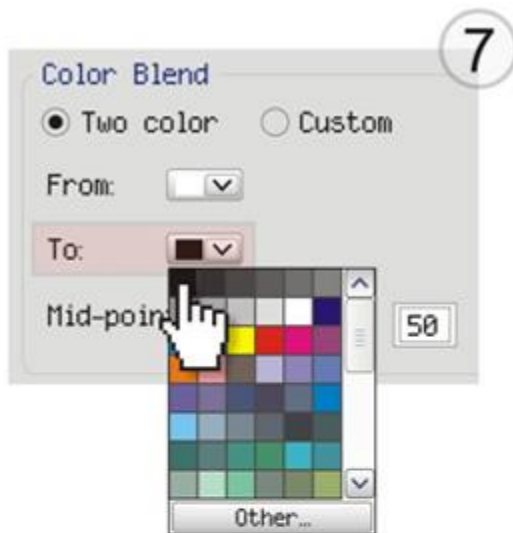 7
Color Blend
Two color Custom
From:
To:
Mid-poin
50
Other...